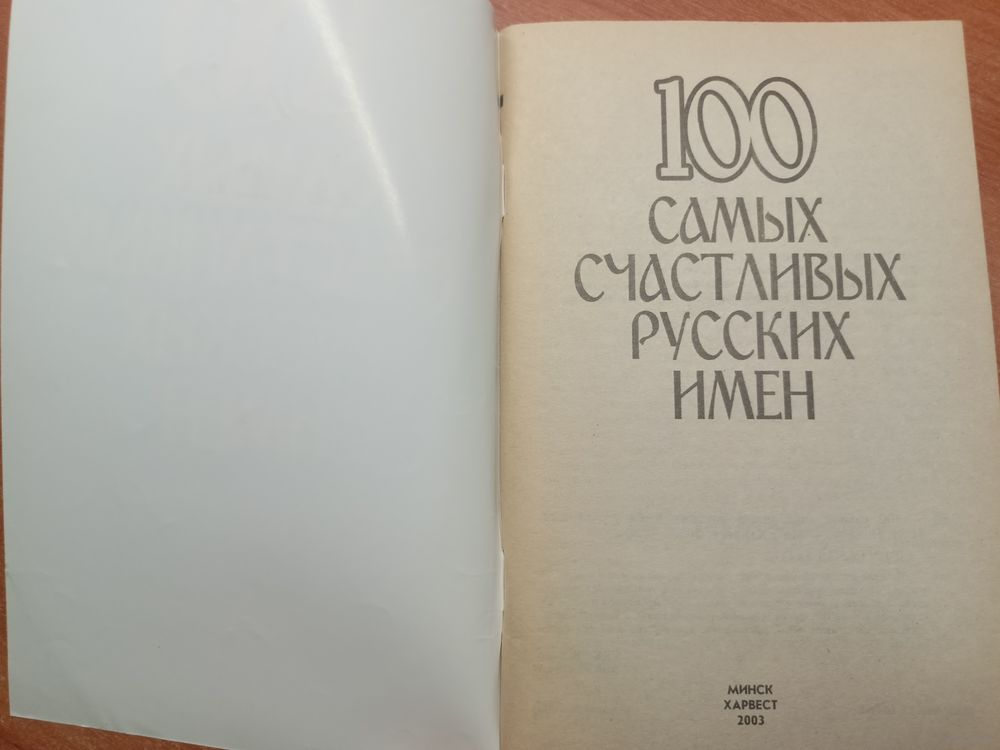 100
САМЫХ
СЧАСТЛИВЫХ
РУССКИХ
ИМЕН
МИНСК
ХАРВЕСТ
2003